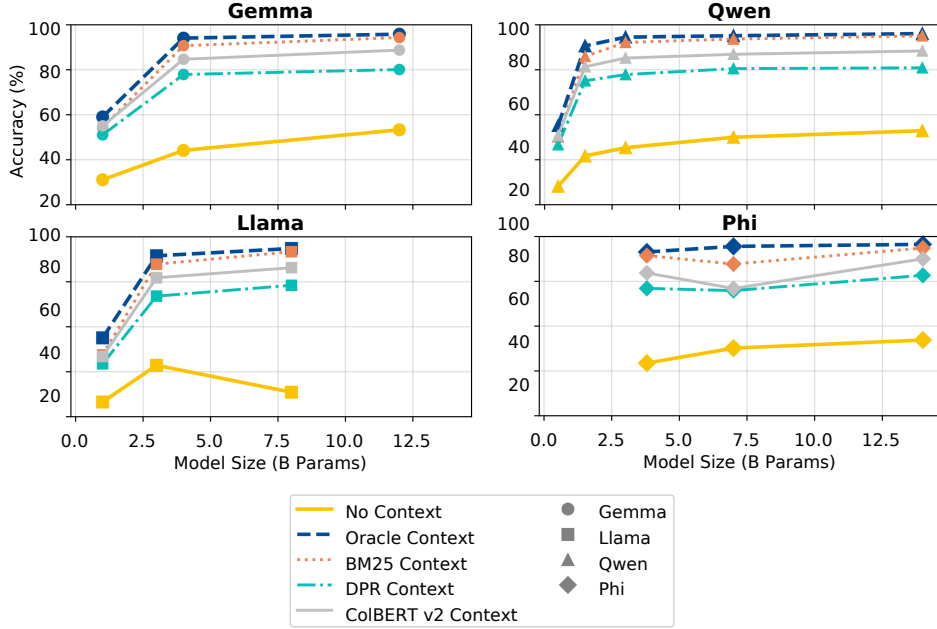 Gemma
Qwen
Accuracy (%)
100
80
60
40
20
100
80
60
40
20
Llama
Phi
100
80
60
40
20
100
80
60
40
20
0.0 2.5 5.0 7.5 10.0 12.5
0.0 2.5 5.0 7.5 10.0 12.5
Model Size (B Params)
Model Size (B Params)
No Context
Oracle Context
BM25 Context
DPR Context
ColBERT v2 Context
Gemma
Llama
Qwen
Phi